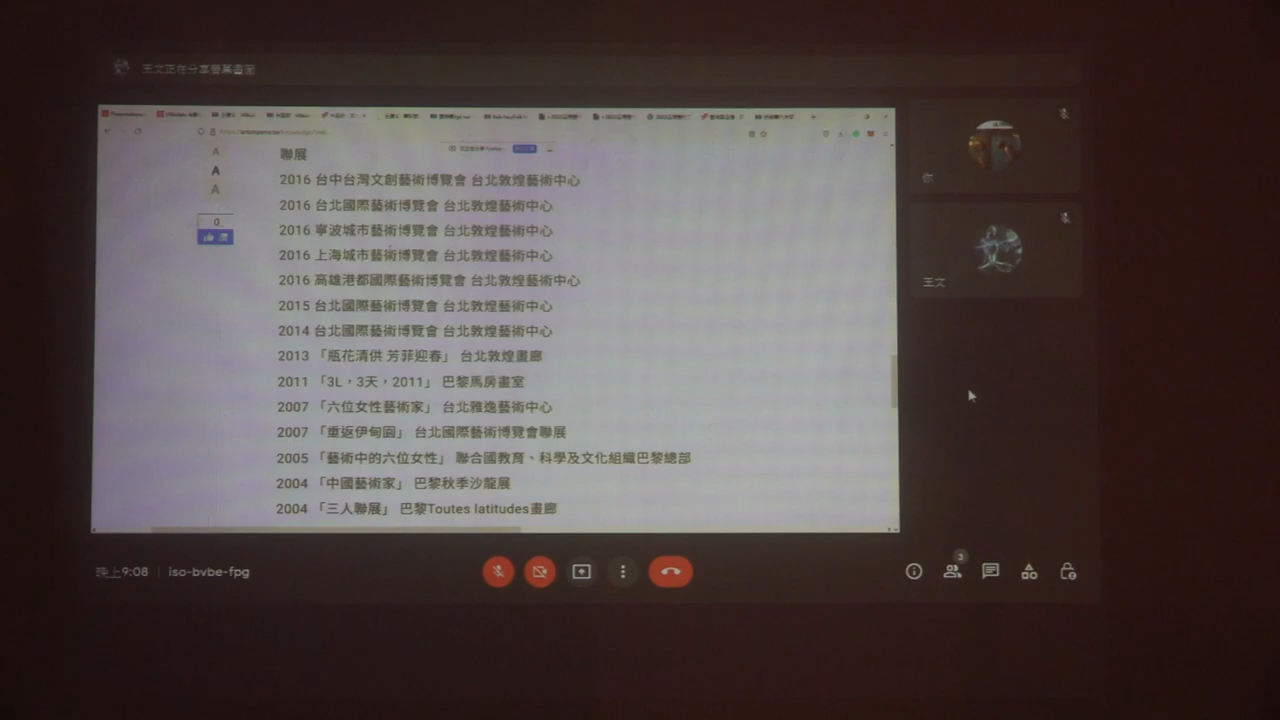 王文正在分享螢幕畫面
聯展
2016 台中台灣文創藝術博覽會 台北敦煌藝術中心
2016 台北國際藝術博覽會 台北敦煌藝術中心
2016 寧波城市藝術博覽會 台北敦煌藝術中心
2016 上海城市藝術博覽會 台北敦煌藝術中心
2016 高雄港都國際藝術博覽會 台北敦煌藝術中心
2015 台北國際藝術博覽會 台北敦煌藝術中心
2014 台北國際藝術博覽會 台北敦煌藝術中心
2013 「瓶花清供 芳菲迎春」 台北敦煌畫廊
2011 「3L，3天，2011」 巴黎馬房畫室
2007 「六位女性藝術家」 台北雅逸藝術中心
2007 「重返伊甸園」 台北國際藝術博覽會聯展
2005 「藝術中的六位女性」 聯合國教育、科學及文化組織巴黎總部
2004 「中國藝術家」 巴黎秋季沙龍展
2004 「三人聯展」 巴黎Toutes latitudes畫廊
A
A
A
0
讚
你
王文
晚上9:08
iso-bvbe-fpg
3